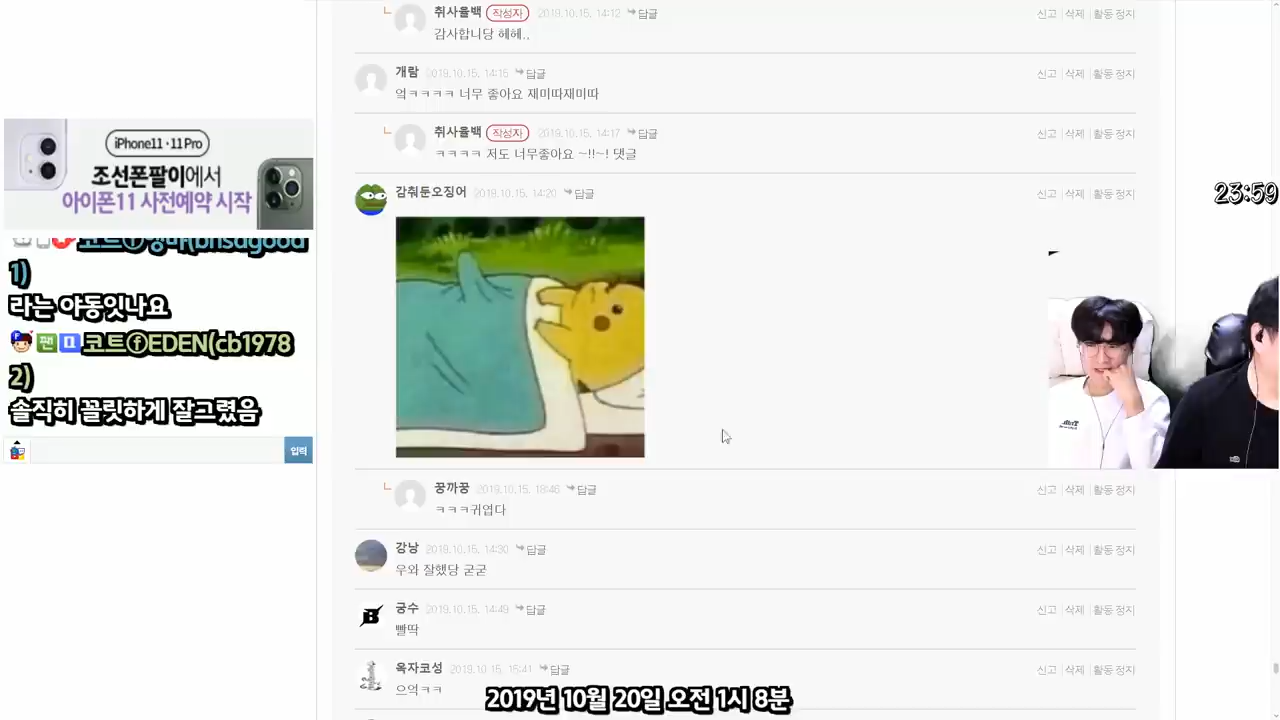 취사율백 작성자 2019.10.15. 14:12 답글
신고 삭제 활동정지
감사합니당 헤헤..
개람 2019.10.15. 14:15 답글
신고 삭제 활동정지
엌ㅋㅋㅋㅋ 너무 좋아요 재미따재미따
취사율백 작성자 2019.10.15. 14:17 답글
신고 삭제 활동정지
ㅋㅋㅋㅋ 저도 너무좋아요 ~!!~! 댓글
감춰둔오징어 2019.10.15. 14:20 답글
신고 삭제 활동정지
꿍까꿍 2019.10.15. 18:46 답글
신고 삭제 활동정지
ㅋㅋㅋ귀엽다
강낭 2019.10.15. 14:30 답글
신고 삭제 활동정지
우와 잘했당 굳굳
궁수 2019.10.15. 14:49 답글
신고 삭제 활동정지
빨딱
옥자코성 2019.10.15. 15:41 답글
신고 삭제 활동정지
으억ㅋㅋ
iPhone11·11Pro
조선폰팔이에서
아이폰11 사전예약 시작
1)
라는 야동잇나요
팬 코트ⓕEDEN(cb1978
2)
솔직히 꼴릿하게 잘그렸음
입력
23:59
2019년 10월 20일 오전 1시 8분